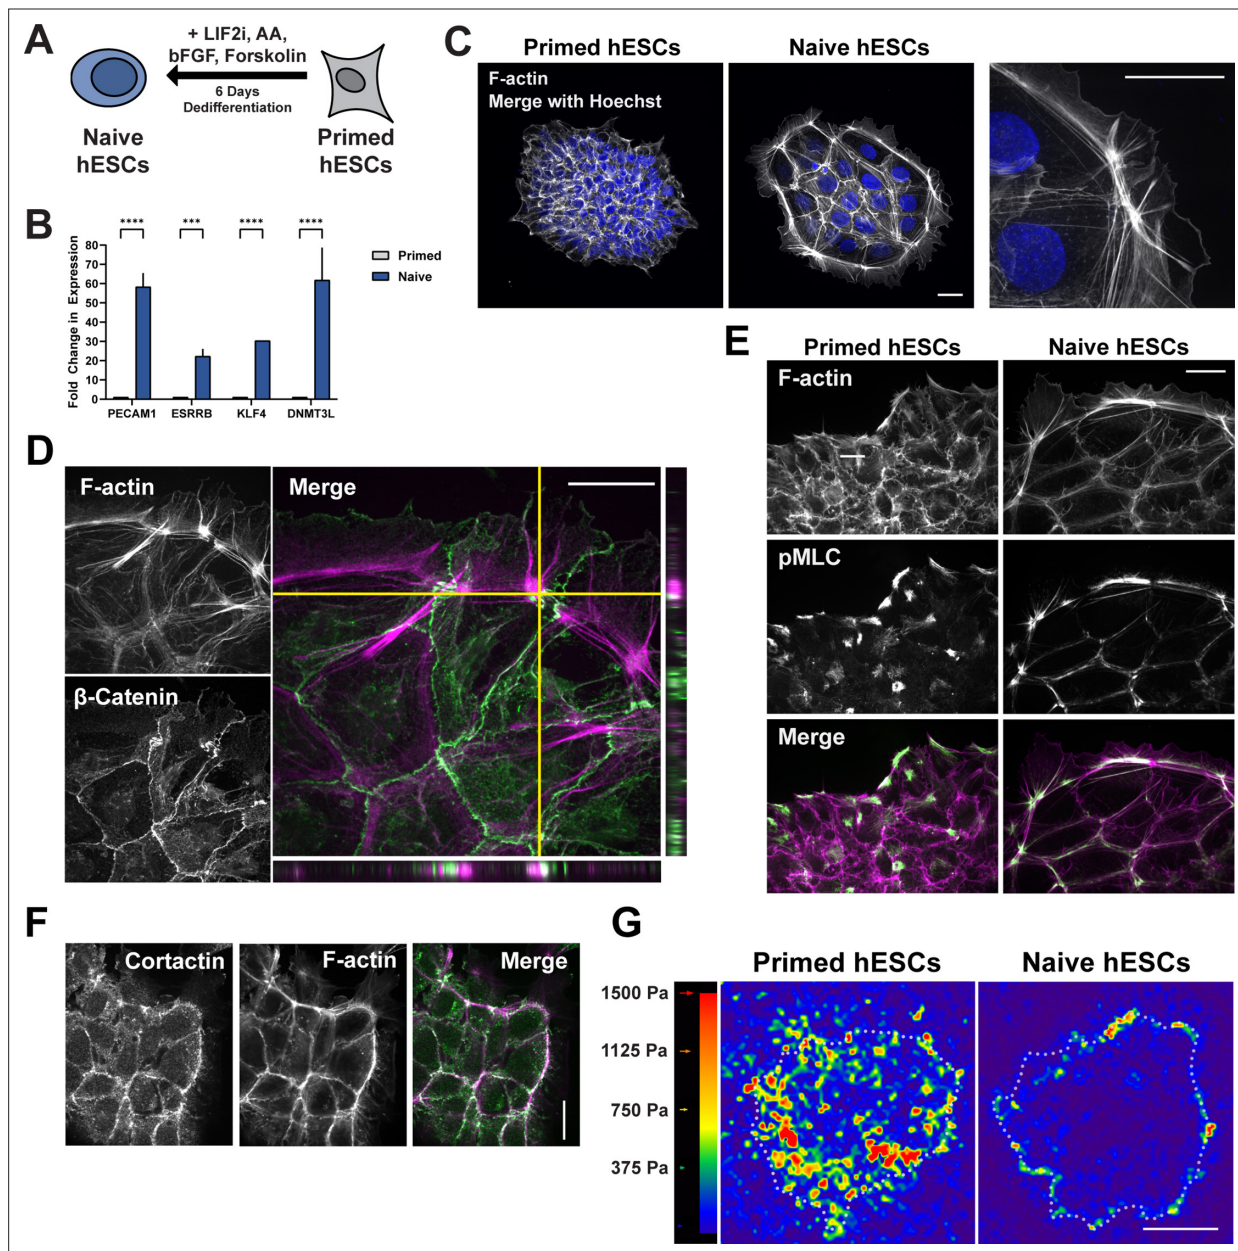 A
+ LIF2i, AA,
bFGF, Forskolin
6 Days
Dedifferentiation
Naive
hESCs
Primed
hESCs
B
**** *** **** ****
Fold Change in Expression
80
70
60
50
40
30
20
10
0
PECAM1 ESRRB KLF4 DNMT3L
Primed
Naive
C
Primed hESCs Naive hESCs
F-actin
Merge with Hoechst
D
F-actin
Merge
β-Catenin
E
Primed hESCs Naive hESCs
F-actin
pMLC
Merge
F
Cortactin F-actin Merge
G
Primed hESCs Naive hESCs
1500 Pa
1125 Pa
750 Pa
375 Pa